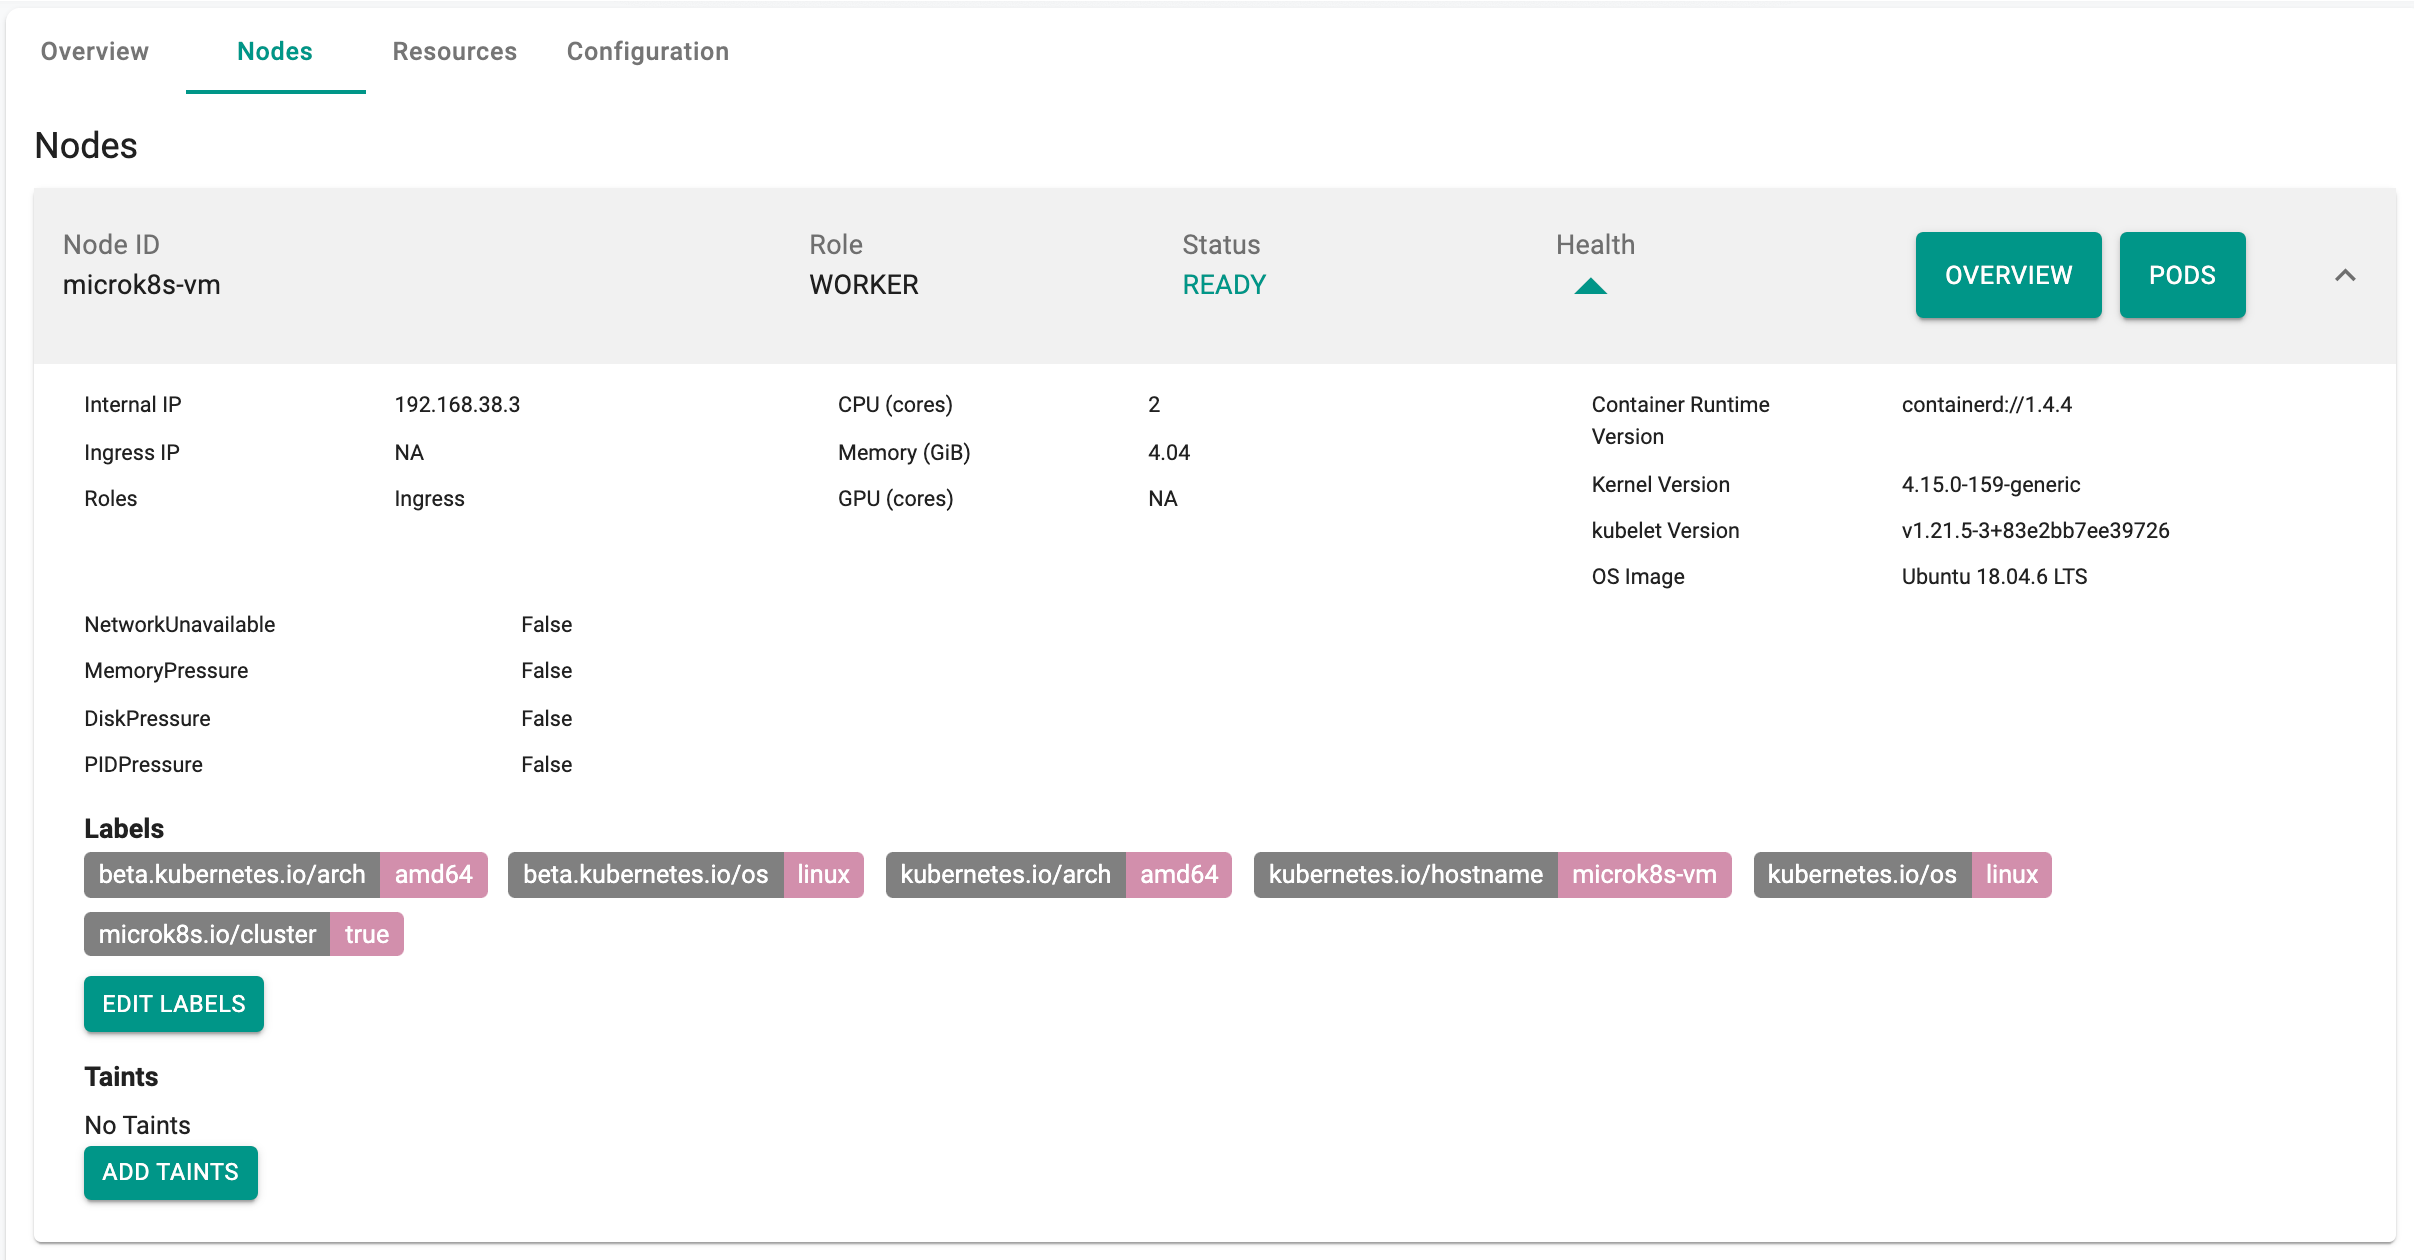 Overview Nodes Resources Configuration
Nodes
Node ID Role Status Health
microk8s-vm WORKER READY
OVERVIEW PODS
Internal IP 192.168.38.3 CPU (cores) 2 Container Runtime containerd://1.4.4
Version
Ingress IP NA Memory (GiB) 4.04
Kernel Version 4.15.0-159-generic
Roles Ingress GPU (cores) NA
kubelet Version v1.21.5-3+83e2bb7ee39726
OS Image Ubuntu 18.04.6 LTS
NetworkUnavailable False
MemoryPressure False
DiskPressure False
PIDPressure False
Labels
beta.kubernetes.io/arch amd64 beta.kubernetes.io/os linux kubernetes.io/arch amd64 kubernetes.io/hostname microk8s-vm kubernetes.io/os linux
microk8s.io/cluster true
EDIT LABELS
Taints
No Taints
ADD TAINTS